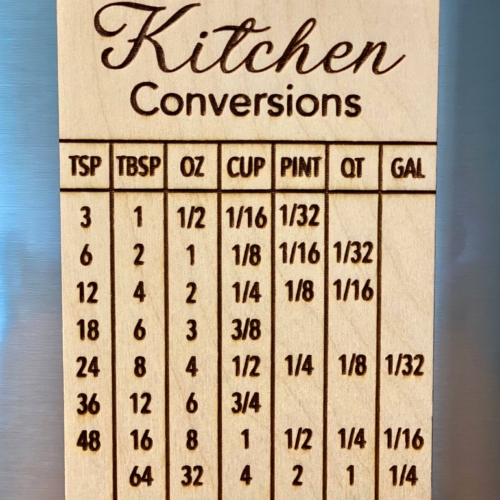 Kitchen
Conversions
TSP TBSP OZ CUP PINT QT GAL
3 1 1/2 1/16 1/32
6 2 1 1/8 1/16 1/32
12 4 2 1/4 1/8 1/16
18 6 3 3/8
24 8 4 1/2 1/4 1/8 1/32
36 12 6 3/4
48 16 8 1 1/2 1/4 1/16
64 32 4 2 1 1/4